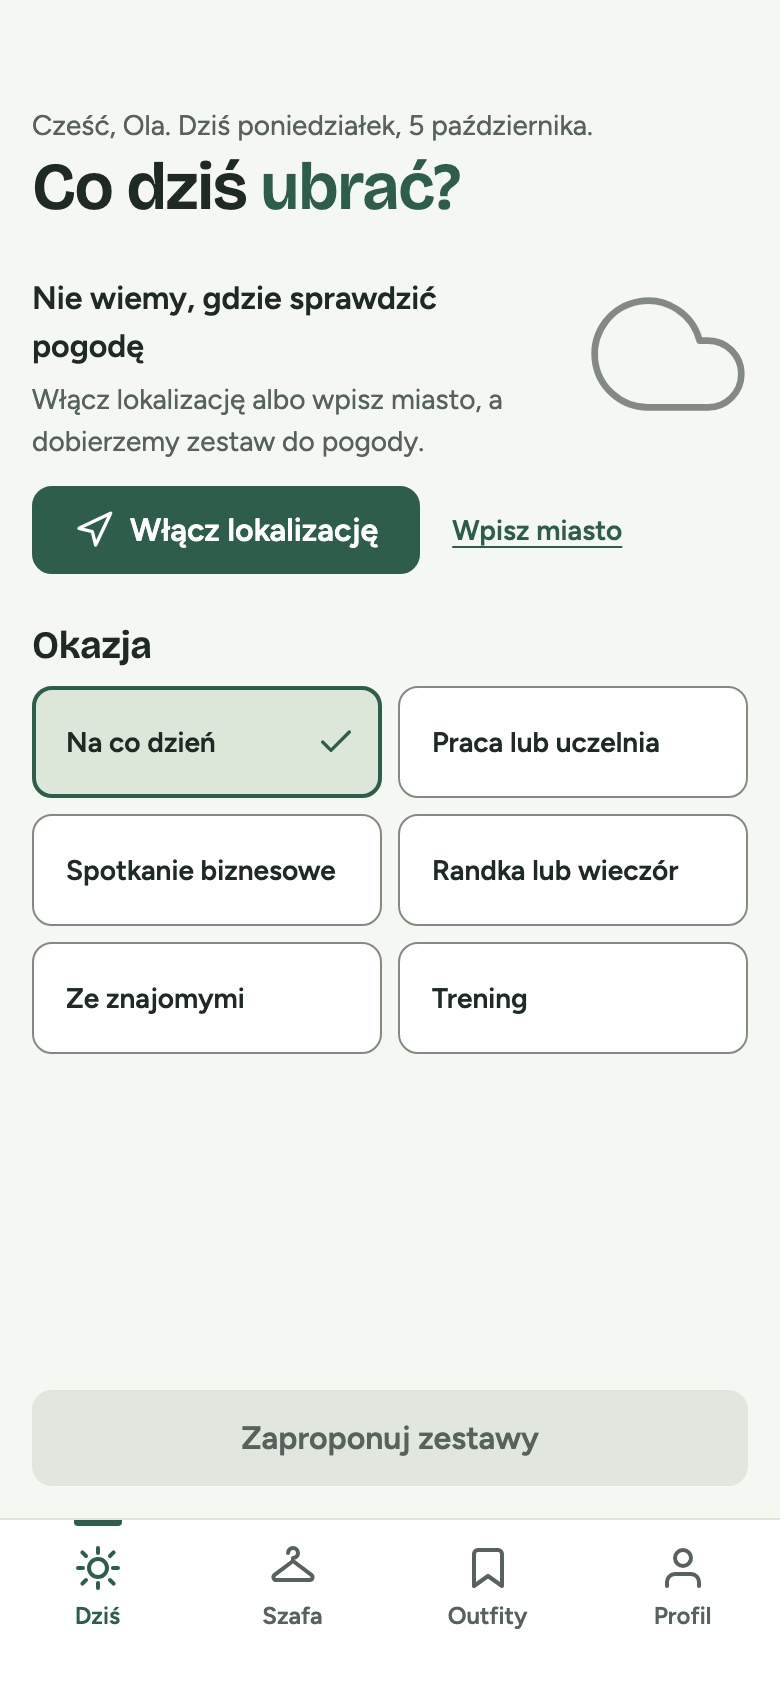 Cześć, Ola. Dziś poniedziałek, 5 października.
Co dziś ubrać?
Nie wiemy, gdzie sprawdzić
pogodę
Włącz lokalizację albo wpisz miasto, a
dobierzemy zestaw do pogody.
Włącz lokalizację
Wpisz miasto
Okazja
Na co dzień
Praca lub uczelnia
Spotkanie biznesowe
Randka lub wieczór
Ze znajomymi
Trening
Zaproponuj zestawy
Dziś
Szafa
Outfity
Profil